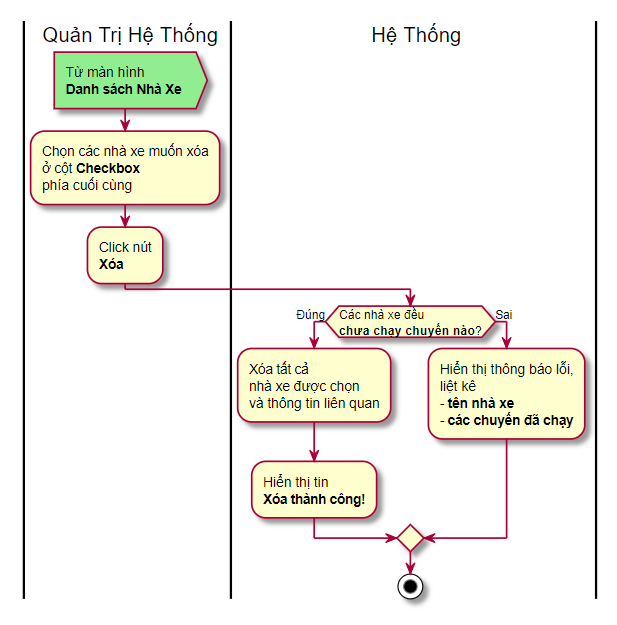 Quản Trị Hệ Thống
Hệ Thống
Từ màn hình
Danh sách Nhà Xe
Chọn các nhà xe muốn xóa
ở cột Checkbox
phía cuối cùng
Click nút
Xóa
Đúng
Các nhà xe đều
chưa chạy chuyến nào?
Sai
Xóa tất cả
nhà xe được chọn
và thông tin liên quan
Hiển thị thông báo lỗi,
liệt kê
- tên nhà xe
- các chuyến đã chạy
Hiển thị tin
Xóa thành công!